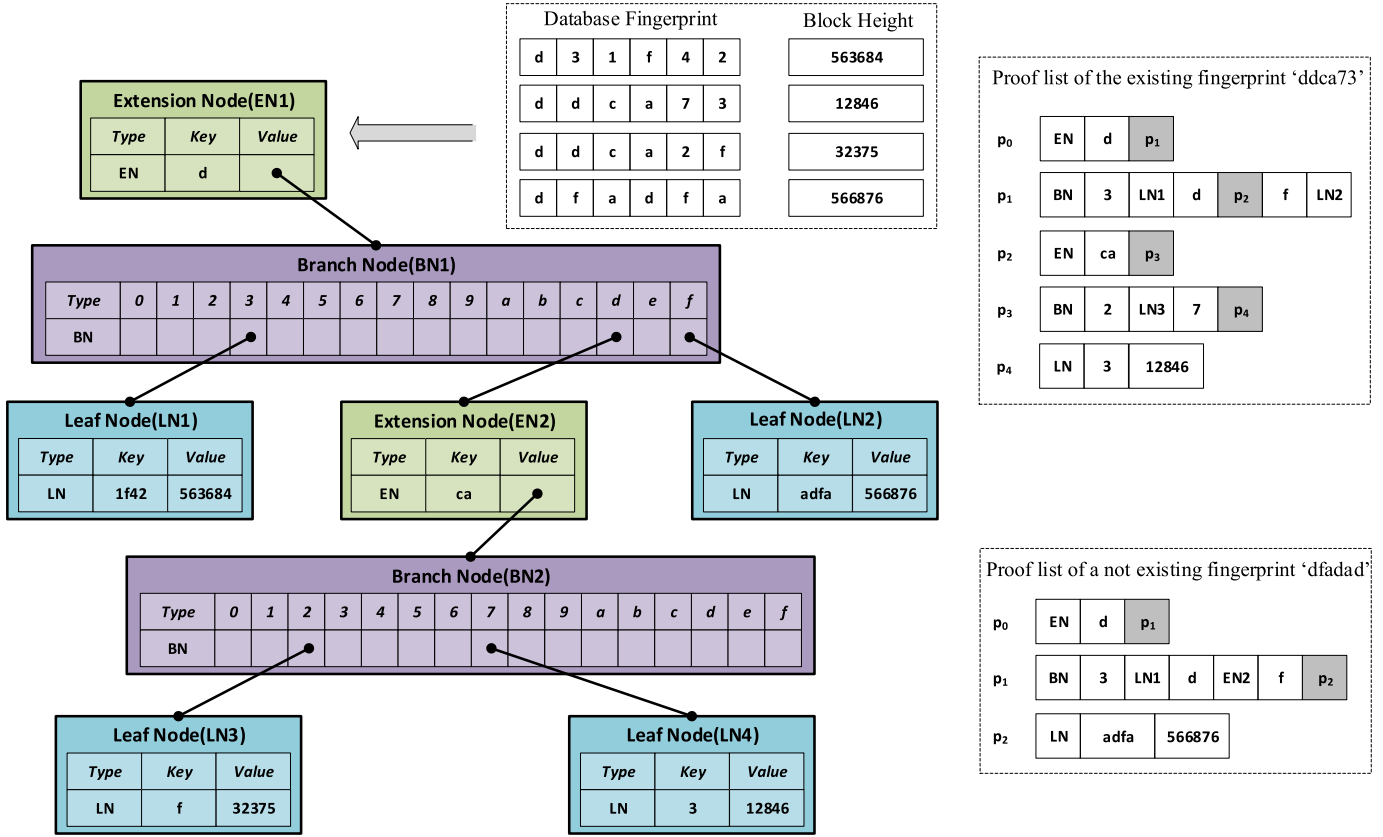 Database Fingerprint Block Height
d 3 1 f 4 2 563684
d d c a 7 3 12846
d d c a 2 f 32375
d f a d f a 566876
Extension Node(EN1)
Type Key Value
EN d
Branch Node(BN1)
Type 0 1 2 3 4 5 6 7 8 9 a b c d e f
BN
Leaf Node(LN1)
Type Key Value
LN 1f42 563684
Extension Node(EN2)
Type Key Value
EN ca
Leaf Node(LN2)
Type Key Value
LN adfa 566876
Branch Node(BN2)
Type 0 1 2 3 4 5 6 7 8 9 a b c d e f
BN
Leaf Node(LN3)
Type Key Value
LN f 32375
Leaf Node(LN4)
Type Key Value
LN 3 12846
Proof list of the existing fingerprint ‘ddca73’
p0 EN d p1
p1 BN 3 LN1 d p2 f LN2
p2 EN ca p3
p3 BN 2 LN3 7 p4
p4 LN 3 12846
Proof list of a not existing fingerprint ‘dfadad’
p0 EN d p1
p1 BN 3 LN1 d EN2 f p2
p2 LN adfa 566876